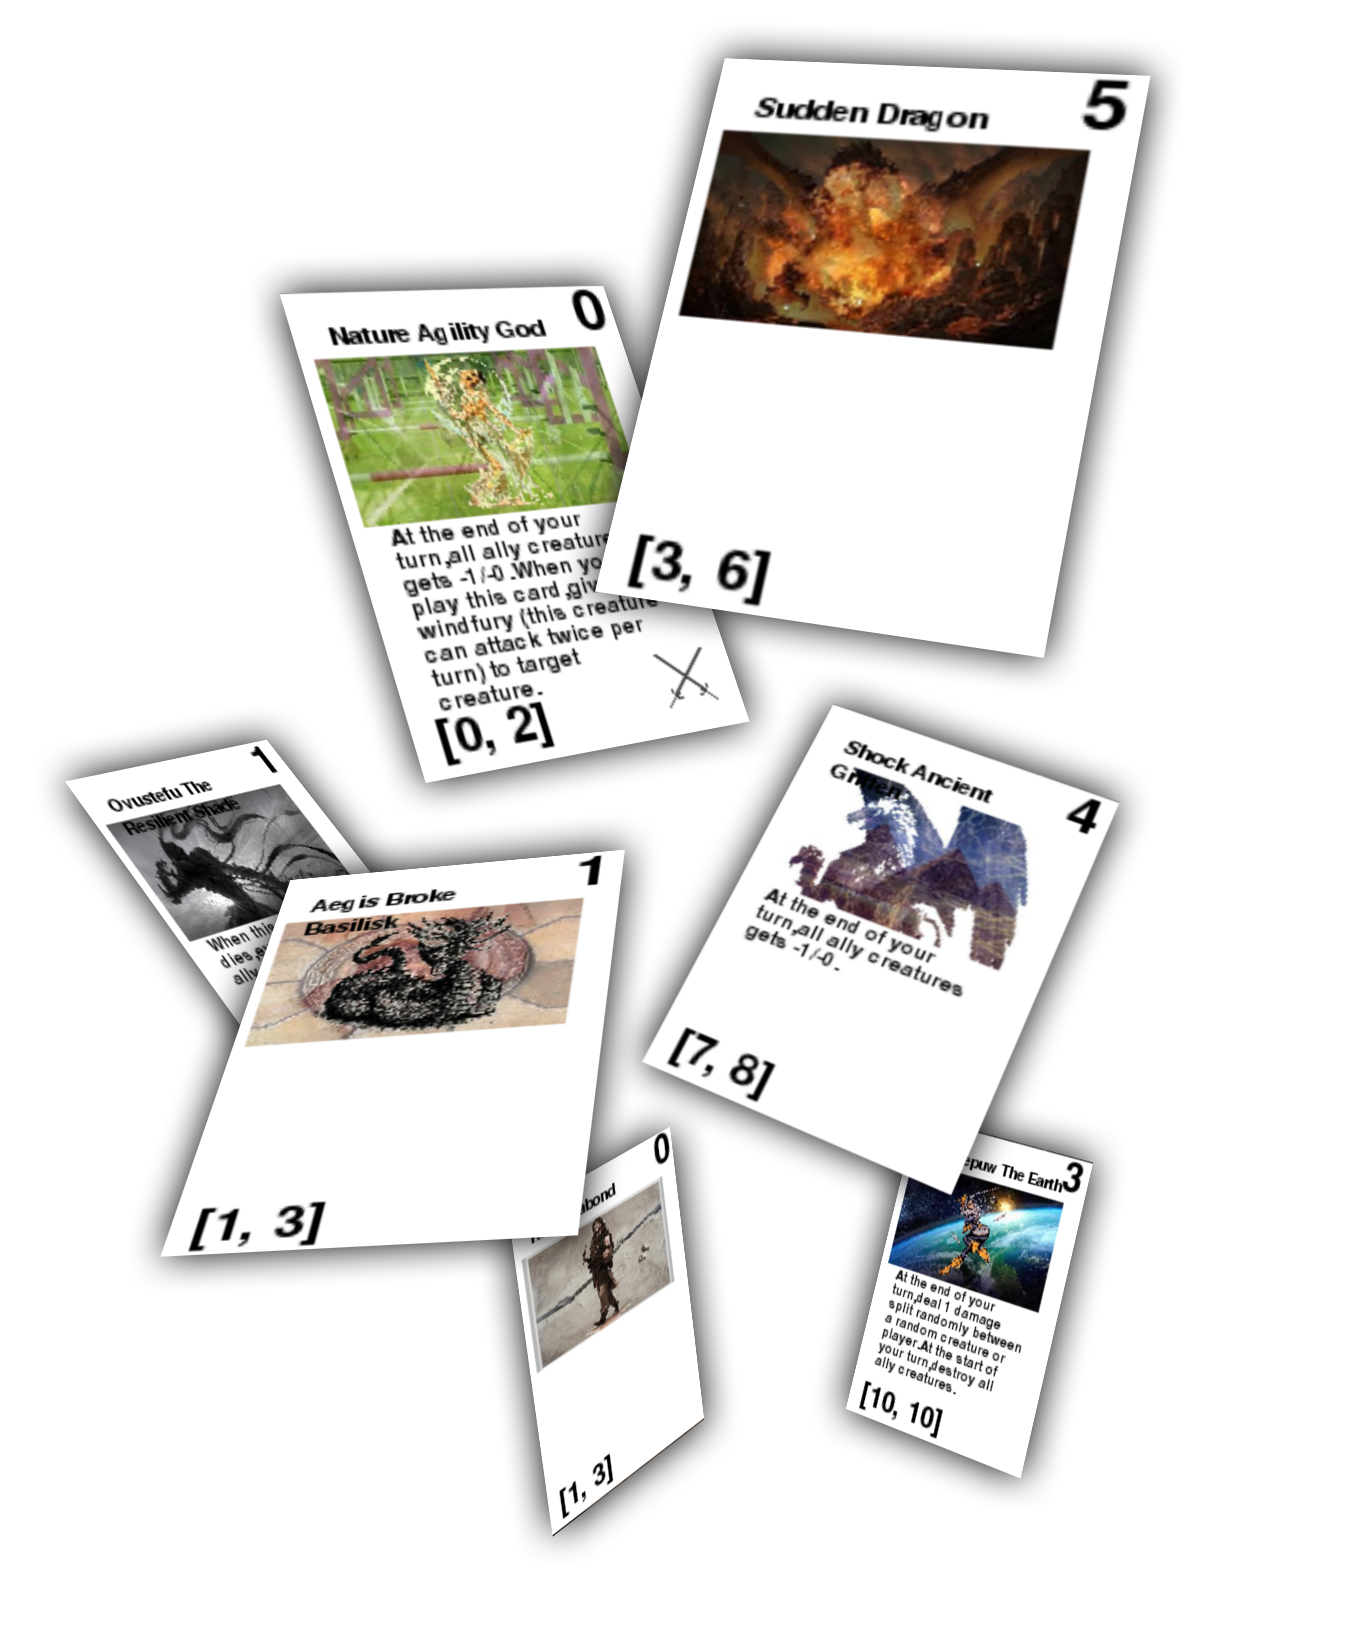 Sudden Dragon
5
[3, 6]
Nature Agility God
0
At the end of your
turn,all ally
gets -1/-0 .When
play this card
windfury (this creature
can attack twice per
turn) to target
creature.
[0, 2]
Ovustefu The
Resilient Shade
1
When this
ally
Aegis Broke
Basilisk
1
[1, 3]
Shock Ancient
Griffen
4
At the end of your
turn,all ally creatures
gets -1/-0 .
[7, 8]
0
[1, 3]
The Earth
3
At the end of your
turn,deal 1 damage
split randomly between
a random creature or
player.At the start of
your turn,destroy all
ally creatures.
[10, 10]